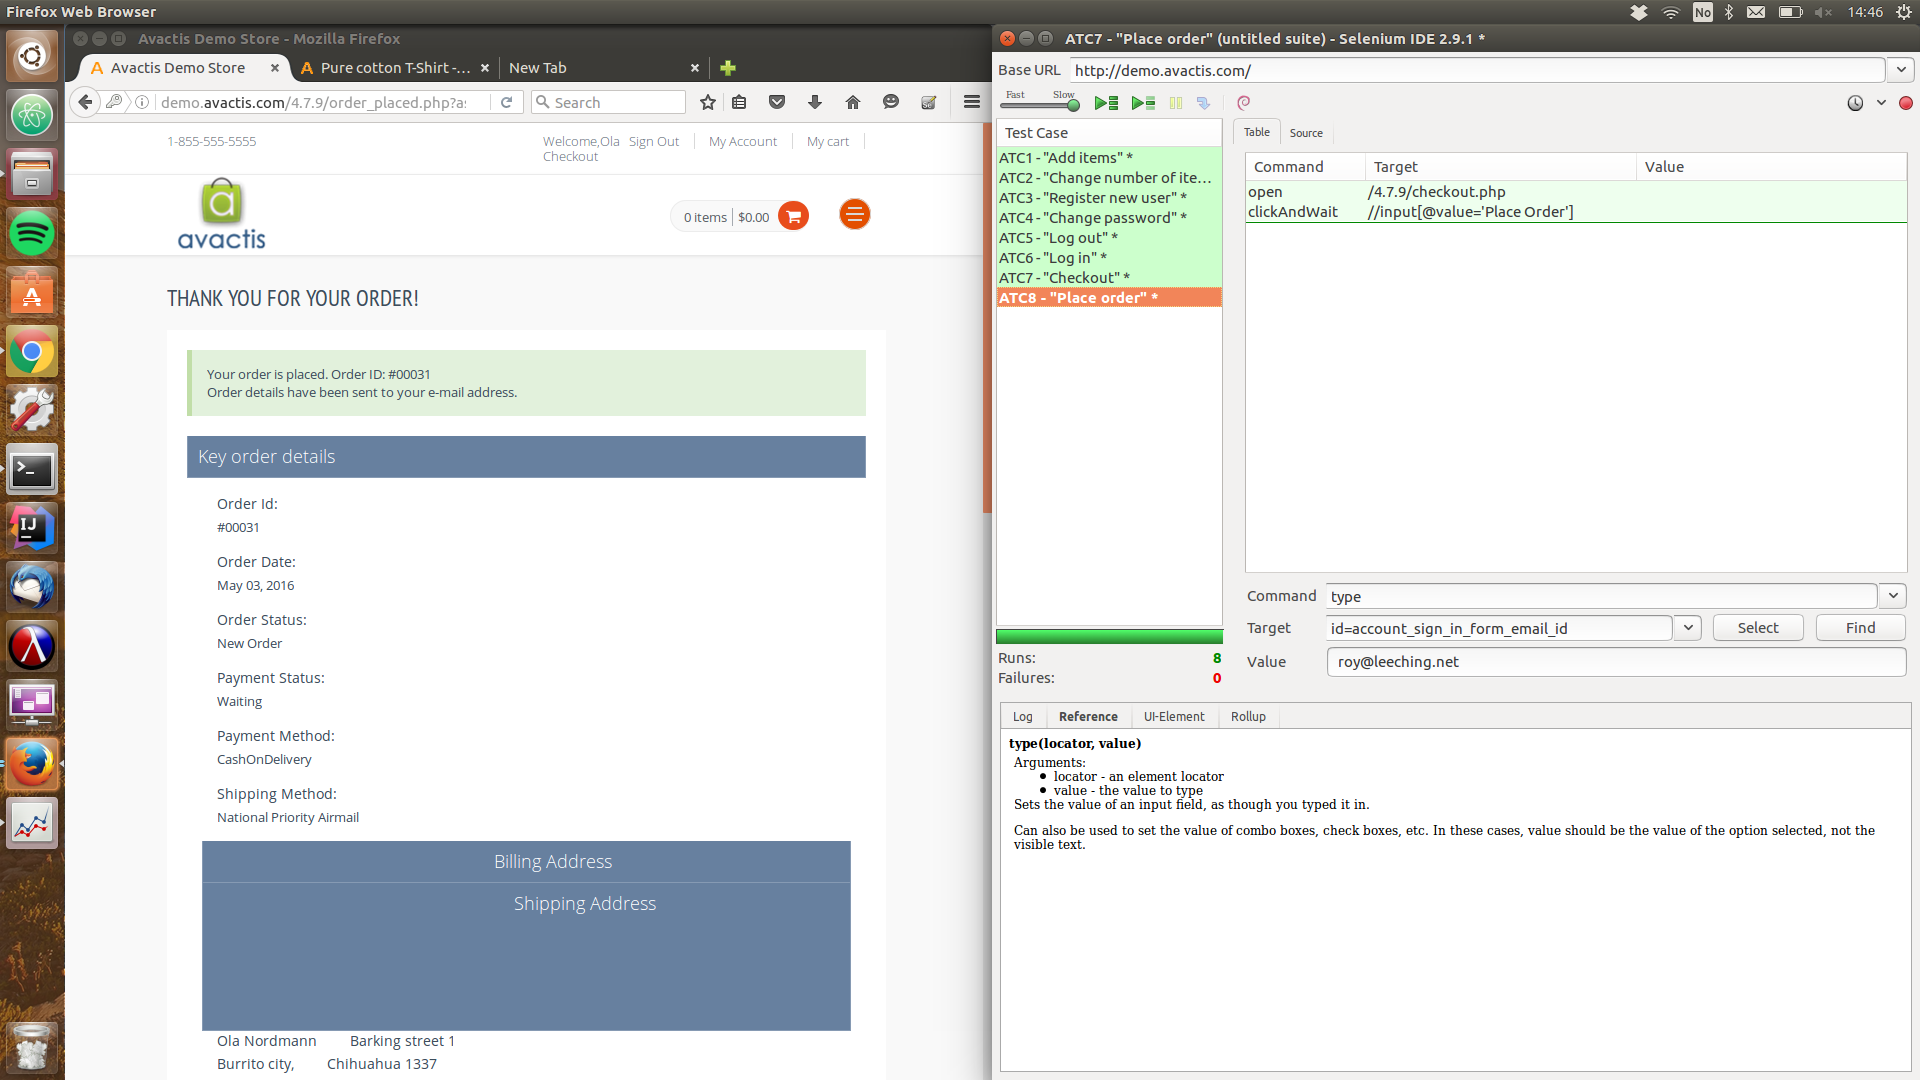 Firefox Web Browser
No
14:46
Avactis Demo Store - Mozilla Firefox
Avactis Demo Store
Pure cotton T-Shirt -...
New Tab
demo.avactis.com/4.7.9/order_placed.php?a
Search
1-855-555-5555
Welcome,Ola Sign Out
My Account
My cart
Checkout
avactis
0 items
$0.00
THANK YOU FOR YOUR ORDER!
Your order is placed. Order ID: #00031
Order details have been sent to your e-mail address.
Key order details
Order Id:
#00031
Order Date:
May 03, 2016
Order Status:
New Order
Payment Status:
Waiting
Payment Method:
CashOnDelivery
Shipping Method:
National Priority Airmail
Billing Address
Shipping Address
Ola Nordmann Barking street 1
Burrito city, Chihuahua 1337
ATC7 - "Place order" (untitled suite) - Selenium IDE 2.9.1 *
Base URL http://demo.avactis.com/
Fast Slow
Test Case
ATC1 - "Add items" *
ATC2 - "Change number of ite...
ATC3 - "Register new user" *
ATC4 - "Change password" *
ATC5 - "Log out" *
ATC6 - "Log in" *
ATC7 - "Checkout" *
ATC8 - "Place order" *
Runs: 8
Failures: 0
Table Source
Command Target Value
open /4.7.9/checkout.php
clickAndWait //input[@value='Place Order']
Command type
Target id=account_sign_in_form_email_id Select Find
Value roy@leeching.net
Log Reference UI-Element Rollup
type(locator, value)
Arguments:
locator - an element locator
value - the value to type
Sets the value of an input field, as though you typed it in.
Can also be used to set the value of combo boxes, check boxes, etc. In these cases, value should be the value of the option selected, not the
visible text.